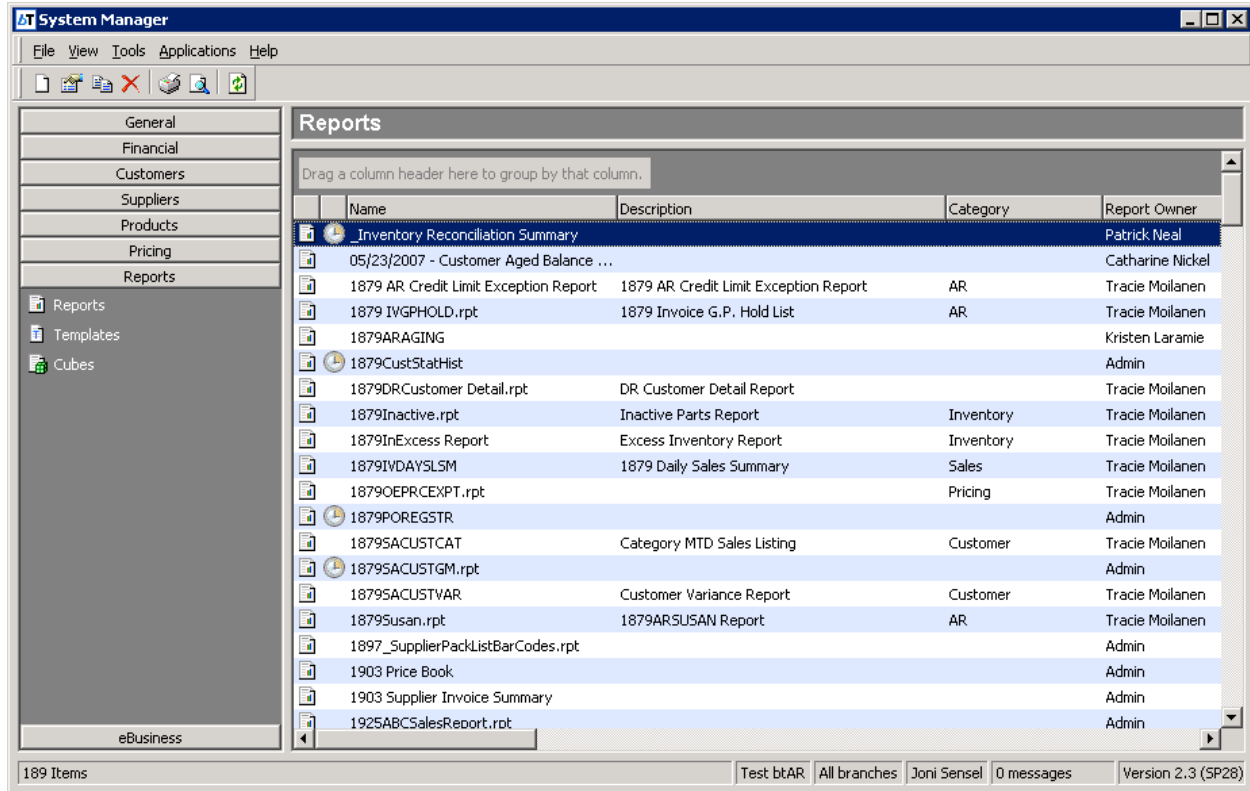 bT System Manager
File View Tools Applications Help
General
Financial
Customers
Suppliers
Products
Pricing
Reports
Reports
Templates
Cubes
eBusiness
Reports
Drag a column header here to group by that column.
Name Description Category Report Owner
_Inventory Reconciliation Summary Patrick Neal
05/23/2007 - Customer Aged Balance ... Catharine Nickel
1879 AR Credit Limit Exception Report 1879 AR Credit Limit Exception Report AR Tracie Moilanen
1879 IVGPHOLD.rpt 1879 Invoice G.P. Hold List AR Tracie Moilanen
1879ARAGING Kristen Laramie
1879CustStatHist Admin
1879DRCustomer Detail.rpt DR Customer Detail Report Tracie Moilanen
1879Inactive.rpt Inactive Parts Report Inventory Tracie Moilanen
1879InExcess Report Excess Inventory Report Inventory Tracie Moilanen
1879IVDAYSLSM 1879 Daily Sales Summary Sales Tracie Moilanen
1879OEPRCEXPT.rpt Pricing Tracie Moilanen
1879POREGSTR Admin
1879SACUSTCAT Category MTD Sales Listing Customer Tracie Moilanen
1879SACUSTGM.rpt Admin
1879SACUSTVAR Customer Variance Report Customer Tracie Moilanen
1879Susan.rpt 1879ARSUSAN Report AR Tracie Moilanen
1897_SupplierPackListBarCodes.rpt Admin
1903 Price Book Admin
1903 Supplier Invoice Summary Admin
1925ABCSalesReport.rpt Admin
189 Items Test btAR All branches Joni Sensel 0 messages Version 2.3 (SP28)